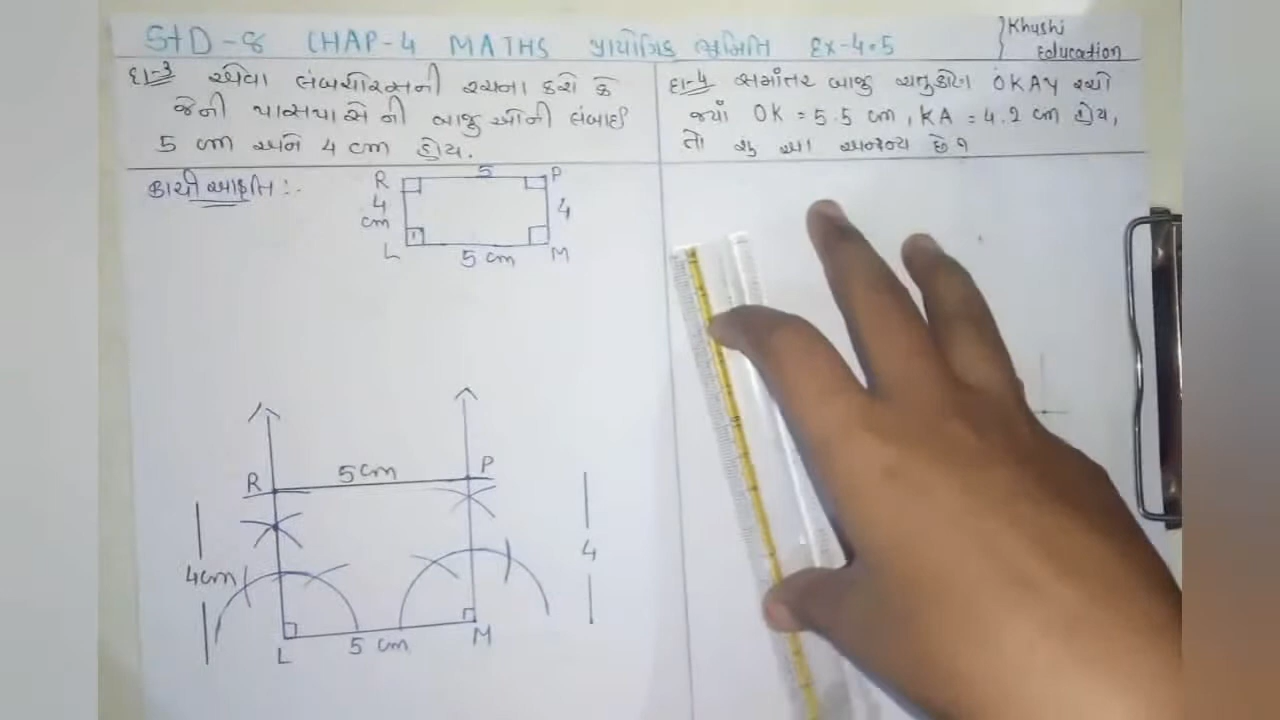 STD-8 CHAP-4 MATHS પ્રાયોગિક ભૂમિતિ Ex-4.5
Khushi
Education
દા-3 એવા લંબચોરસની રચના કરો કે
જેની પાસપાસેની બાજુઓની લંબાઈ
5 cm અને 4 cm હોય.
દા-4 સમાંતર બાજુ ચતુષ્કોણ OKAY રચો
જ્યાં OK = 5.5 cm, KA = 4.2 cm હોય,
તો શું આ અનન્ય છે?
કાચી આકૃતિ :-
R 5 P
4
cm
4
L 5 cm M
R 5cm P
4cm
4
L 5 cm M